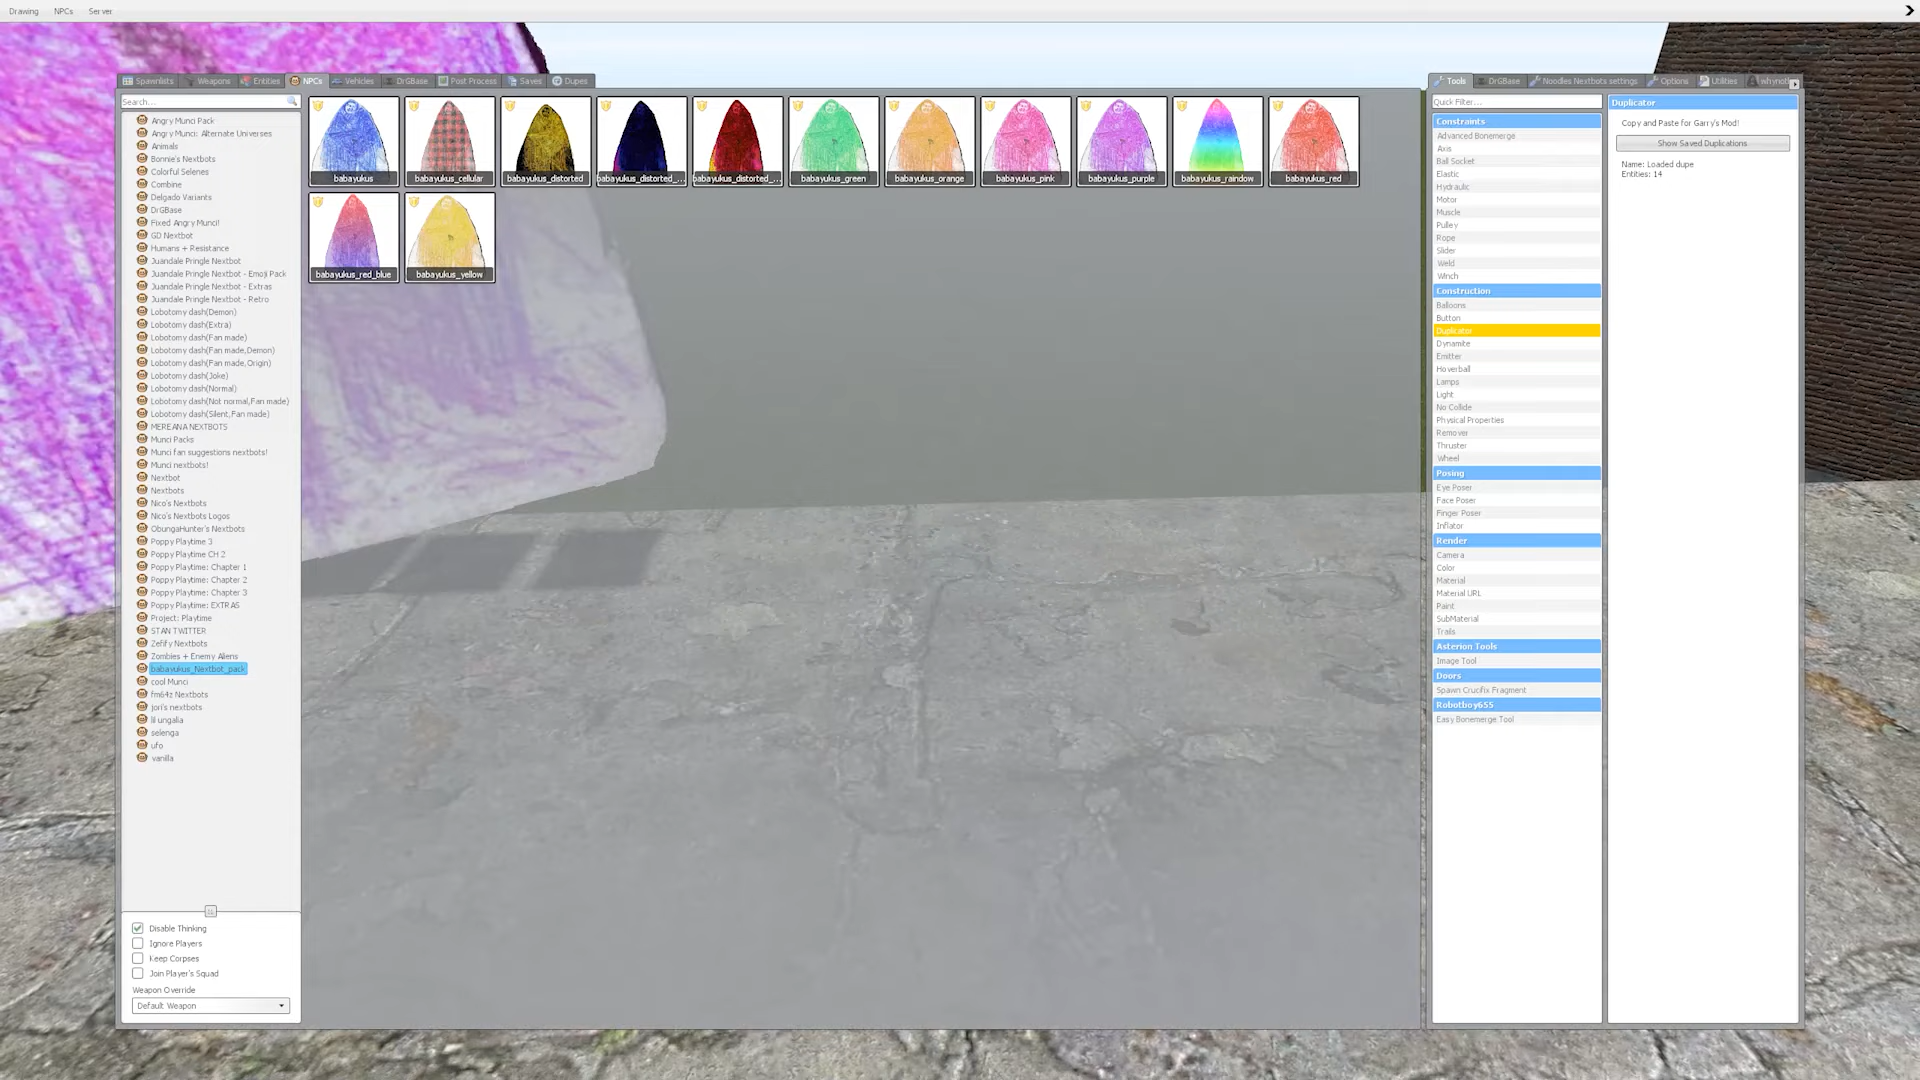 Drawing NPCs Server
Spawnlists Weapons Entities NPCs Vehicles DrGBase Post Process Saves Dupes
Search...
Angry Munci Pack
Angry Munci: Alternate Universes
Animals
Bonnie's Nextbots
Colorful Selenes
Combine
Delgado Variants
DrGBase
Fixed Angry Munci!
GD Nextbot
Humans + Resistance
Juandale Pringle Nextbot
Juandale Pringle Nextbot - Emoji Pack
Juandale Pringle Nextbot - Extras
Juandale Pringle Nextbot - Retro
Lobotomy dash(Demon)
Lobotomy dash(Extra)
Lobotomy dash(Fan made)
Lobotomy dash(Fan made,Demon)
Lobotomy dash(Fan made,Origin)
Lobotomy dash(Joke)
Lobotomy dash(Normal)
Lobotomy dash(Not normal,Fan made)
Lobotomy dash(Silent,Fan made)
MEREANA NEXTBOTS
Munci Packs
Munci fan suggestions nextbots!
Munci nextbots!
Nextbot
Nextbots
Nico's Nextbots
Nico's Nextbots Logos
ObungaHunter's Nextbots
Poppy Playtime 3
Poppy Playtime CH 2
Poppy Playtime: Chapter 1
Poppy Playtime: Chapter 2
Poppy Playtime: Chapter 3
Poppy Playtime: EXTRAS
Project: Playtime
STAN TWITTER
Zefify Nextbots
Zombies + Enemy Aliens
babayukus_Nextbot_pack
cool Munci
fm64z Nextbots
jori's nextbots
lil ungalia
selenga
ufo
vanilla
Disable Thinking
Ignore Players
Keep Corpses
Join Player's Squad
Weapon Override
Default Weapon
babayukus babayukus_cellular babayukus_distorted babayukus_distorted_... babayukus_distorted_... babayukus_green babayukus_orange babayukus_pink babayukus_purple babayukus_raindow babayukus_red
babayukus_red_blue babayukus_yellow
Tools DrGBase Noodles Nextbots settings Options Utilities whynot
Quick Filter...
Constraints
Advanced Bonemerge
Axis
Ball Socket
Elastic
Hydraulic
Motor
Muscle
Pulley
Rope
Slider
Weld
Winch
Construction
Balloons
Button
Duplicator
Dynamite
Emitter
Hoverball
Lamps
Light
No Collide
Physical Properties
Remover
Thruster
Wheel
Posing
Eye Poser
Face Poser
Finger Poser
Inflator
Render
Camera
Color
Material
Material URL
Paint
SubMaterial
Trails
Asterion Tools
Image Tool
Doors
Spawn Crucifix Fragment
Robotboy655
Easy Bonemerge Tool
Duplicator
Copy and Paste for Garry's Mod!
Show Saved Duplications
Name: Loaded dupe
Entities: 14